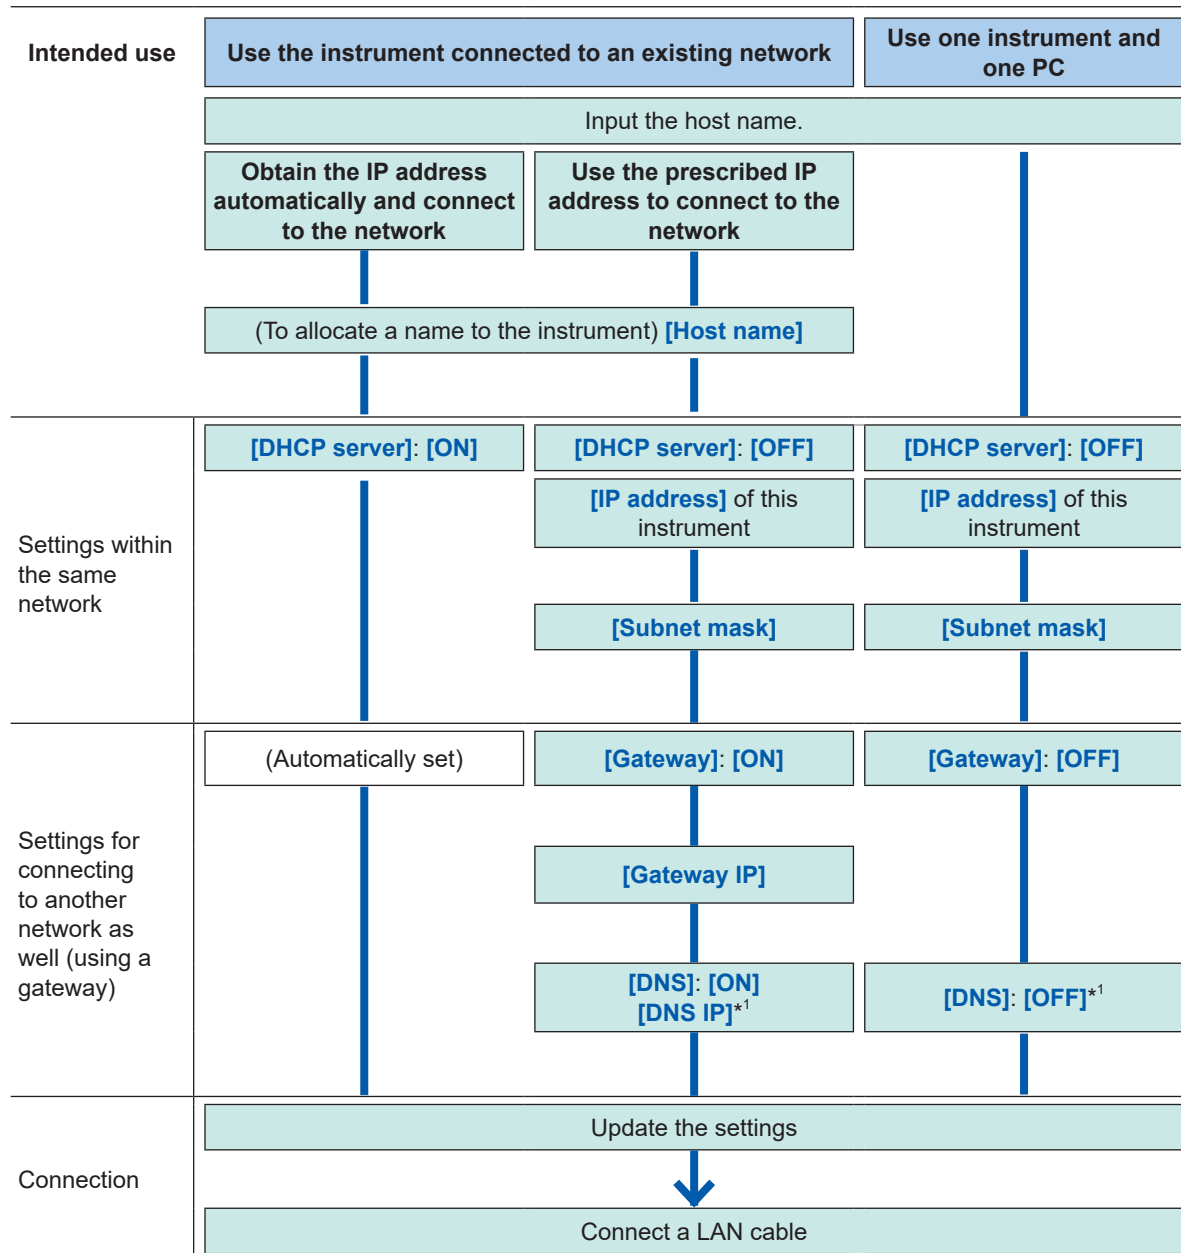 Intended use
Use the instrument connected to an existing network
Use one instrument and
one PC
Input the host name.
Obtain the IP address
automatically and connect
to the network
Use the prescribed IP
address to connect to the
network
(To allocate a name to the instrument) [Host name]
Settings within
the same
network
[DHCP server]: [ON]
[DHCP server]: [OFF]
[DHCP server]: [OFF]
[IP address] of this
instrument
[IP address] of this
instrument
[Subnet mask]
[Subnet mask]
Settings for
connecting
to another
network as
well (using a
gateway)
(Automatically set)
[Gateway]: [ON]
[Gateway]: [OFF]
[Gateway IP]
[DNS]: [ON]
[DNS IP]*1
[DNS]: [OFF]*1
Connection
Update the settings
Connect a LAN cable